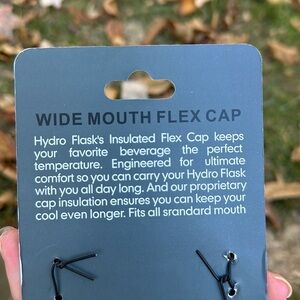 WIDE MOUTH FLEX CAP
Hydro Flask's Insulated Flex Cap keeps
your favorite beverage the perfect
temperature. Engineered for ultimate
comfort so you can carry your Hydro Flask
with you all day long. And our proprietary
cap insulation ensures you can keep your
cool even longer. Fits all srandard mouth